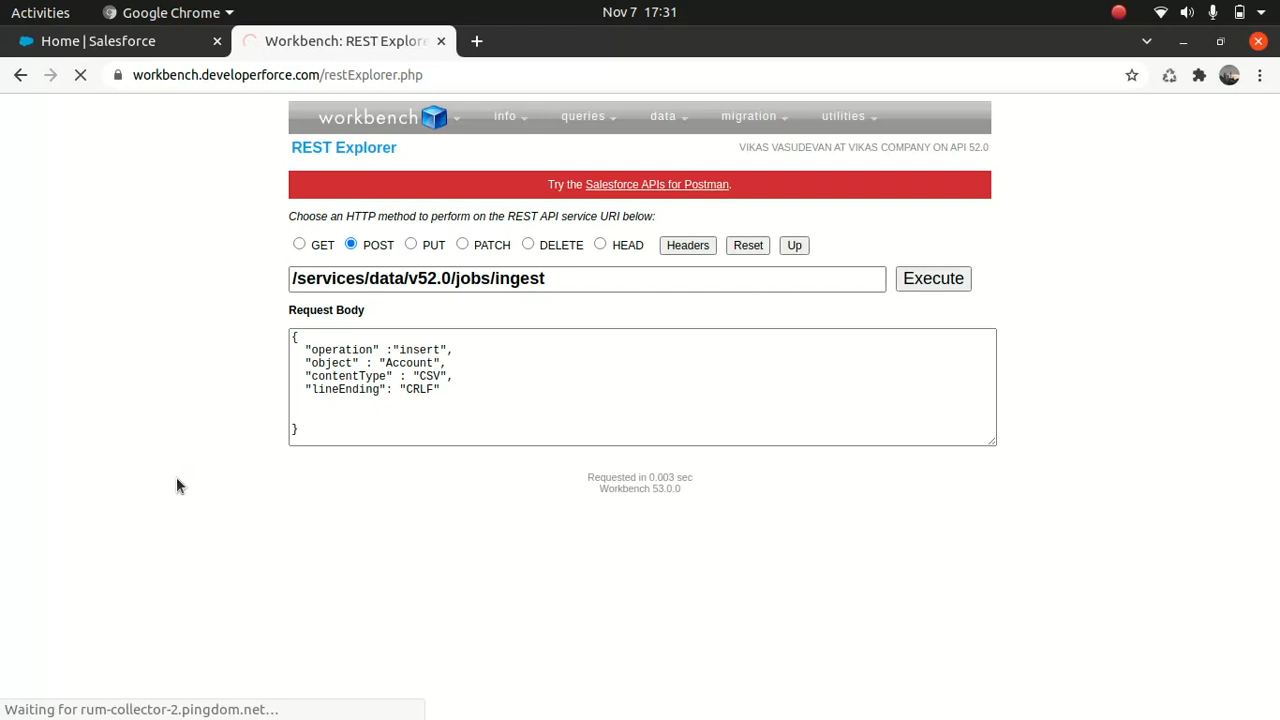 Activities Google Chrome Nov 7 17:31
Home | Salesforce Workbench: REST Explore
workbench.developerforce.com/restExplorer.php
workbench info queries data migration utilities
REST Explorer VIKAS VASUDEVAN AT VIKAS COMPANY ON API 52.0
Try the Salesforce APIs for Postman.
Choose an HTTP method to perform on the REST API service URI below:
GET POST PUT PATCH DELETE HEAD Headers Reset Up
/services/data/v52.0/jobs/ingest Execute
Request Body
{
"operation" :"insert",
"object" : "Account",
"contentType" : "CSV",
"lineEnding": "CRLF"
}
Requested in 0.003 sec
Workbench 53.0.0
Waiting for rum-collector-2.pingdom.net...